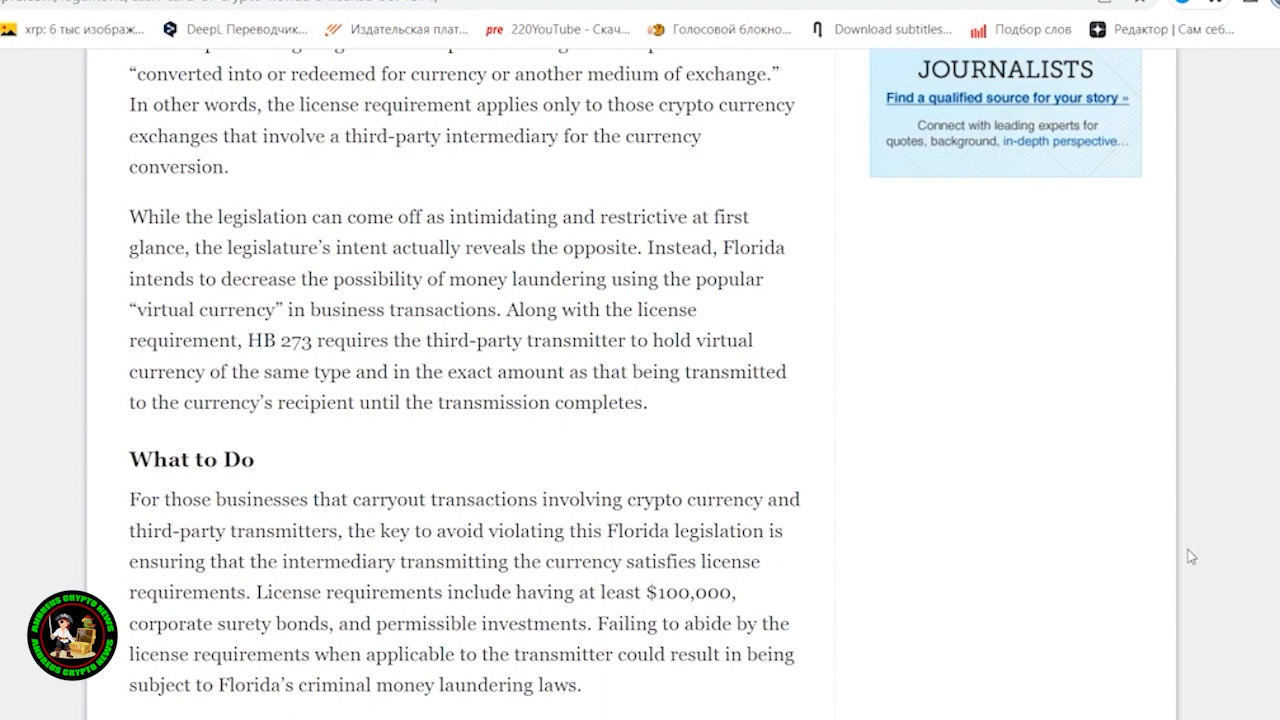 xrp: 6 тыс изображ...
DeepL Переводчик...
Издательская плат...
pre 220YouTube - Скач...
Голосовой блокно...
Download subtitles...
Подбор слов
Редактор | Сам себ...
“converted into or redeemed for currency or another medium of exchange.”
In other words, the license requirement applies only to those crypto currency
exchanges that involve a third-party intermediary for the currency
conversion.
While the legislation can come off as intimidating and restrictive at first
glance, the legislature’s intent actually reveals the opposite. Instead, Florida
intends to decrease the possibility of money laundering using the popular
“virtual currency” in business transactions. Along with the license
requirement, HB 273 requires the third-party transmitter to hold virtual
currency of the same type and in the exact amount as that being transmitted
to the currency’s recipient until the transmission completes.
What to Do
For those businesses that carryout transactions involving crypto currency and
third-party transmitters, the key to avoid violating this Florida legislation is
ensuring that the intermediary transmitting the currency satisfies license
requirements. License requirements include having at least $100,000,
corporate surety bonds, and permissible investments. Failing to abide by the
license requirements when applicable to the transmitter could result in being
subject to Florida’s criminal money laundering laws.
JOURNALISTS
Find a qualified source for your story »
Connect with leading experts for
quotes, background, in-depth perspective...
ANDREUS CRYPTO NEWS
ANDREUS CRYPTO NEWS